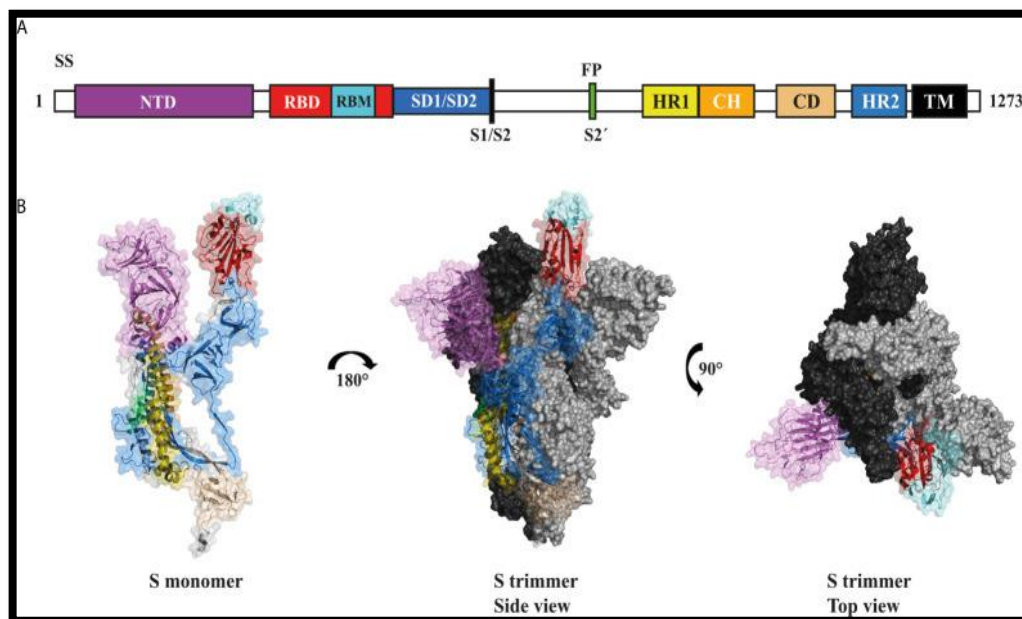 A
SS
FP
1 NTD RBD RBM SD1/SD2 HR1 CH CD HR2 TM 1273
S1/S2 S2´
B
180°
90°
S monomer
S trimmer
Side view
S trimmer
Top view